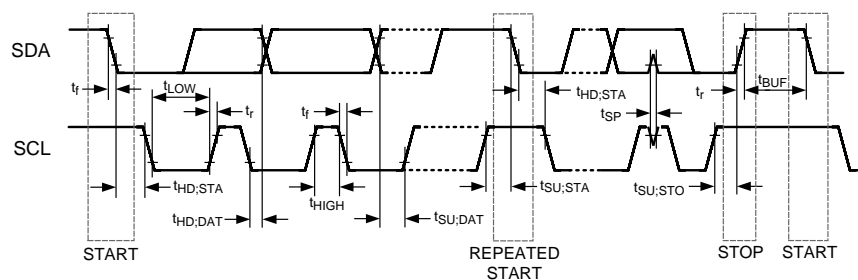 SDA
t_f
t_LOW
t_r
t_f
t_HD;STA
t_SP
t_r
t_BUF
SCL
t_HD;STA
t_HD;DAT
t_HIGH
t_SU;DAT
t_SU;STA
t_SU;STO
START
REPEATED
START
STOP
START